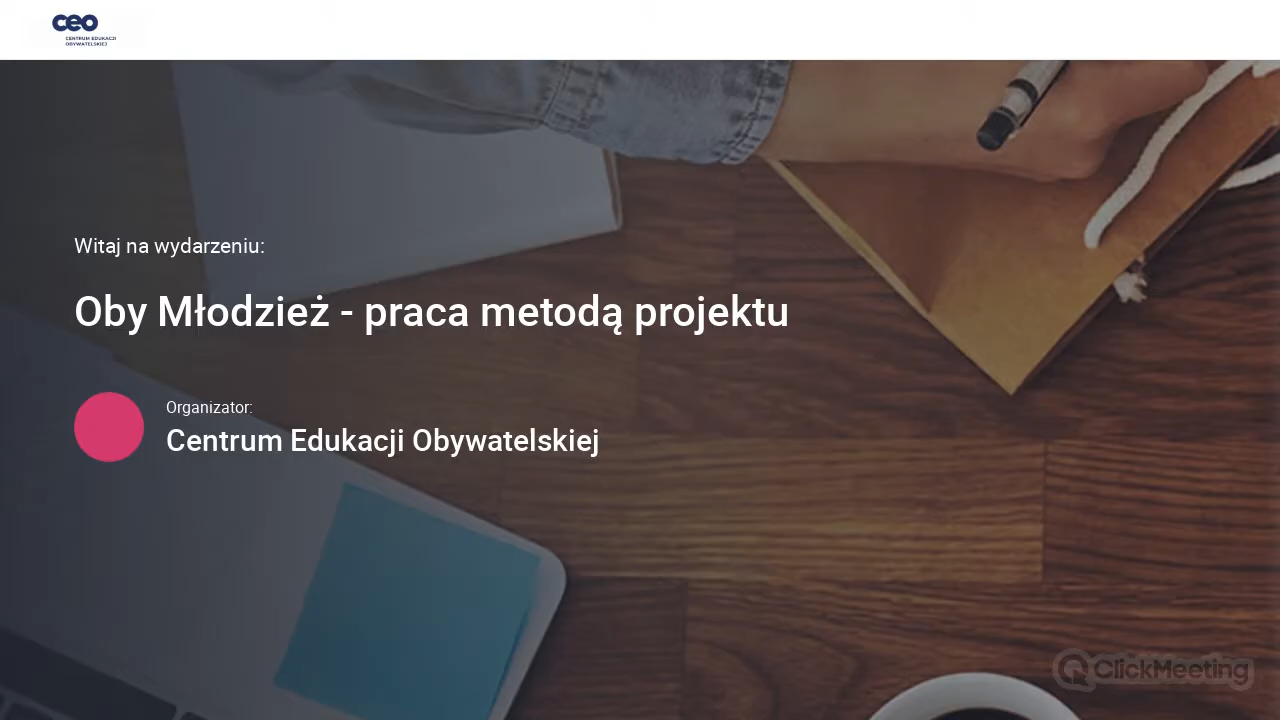 ceo
CENTRUM EDUKACJI
OBYWATELSKIEJ
Witaj na wydarzeniu:
Oby Młodzież - praca metodą projektu
Organizator:
Centrum Edukacji Obywatelskiej
ClickMeeting